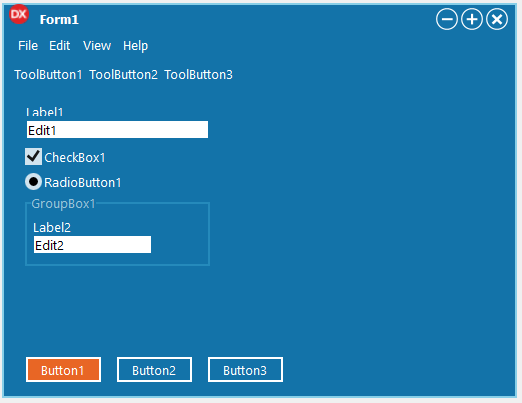 DX Form1
File Edit View Help
ToolButton1 ToolButton2 ToolButton3
Label1
Edit1
CheckBox1
RadioButton1
GroupBox1
Label2
Edit2
Button1 Button2 Button3